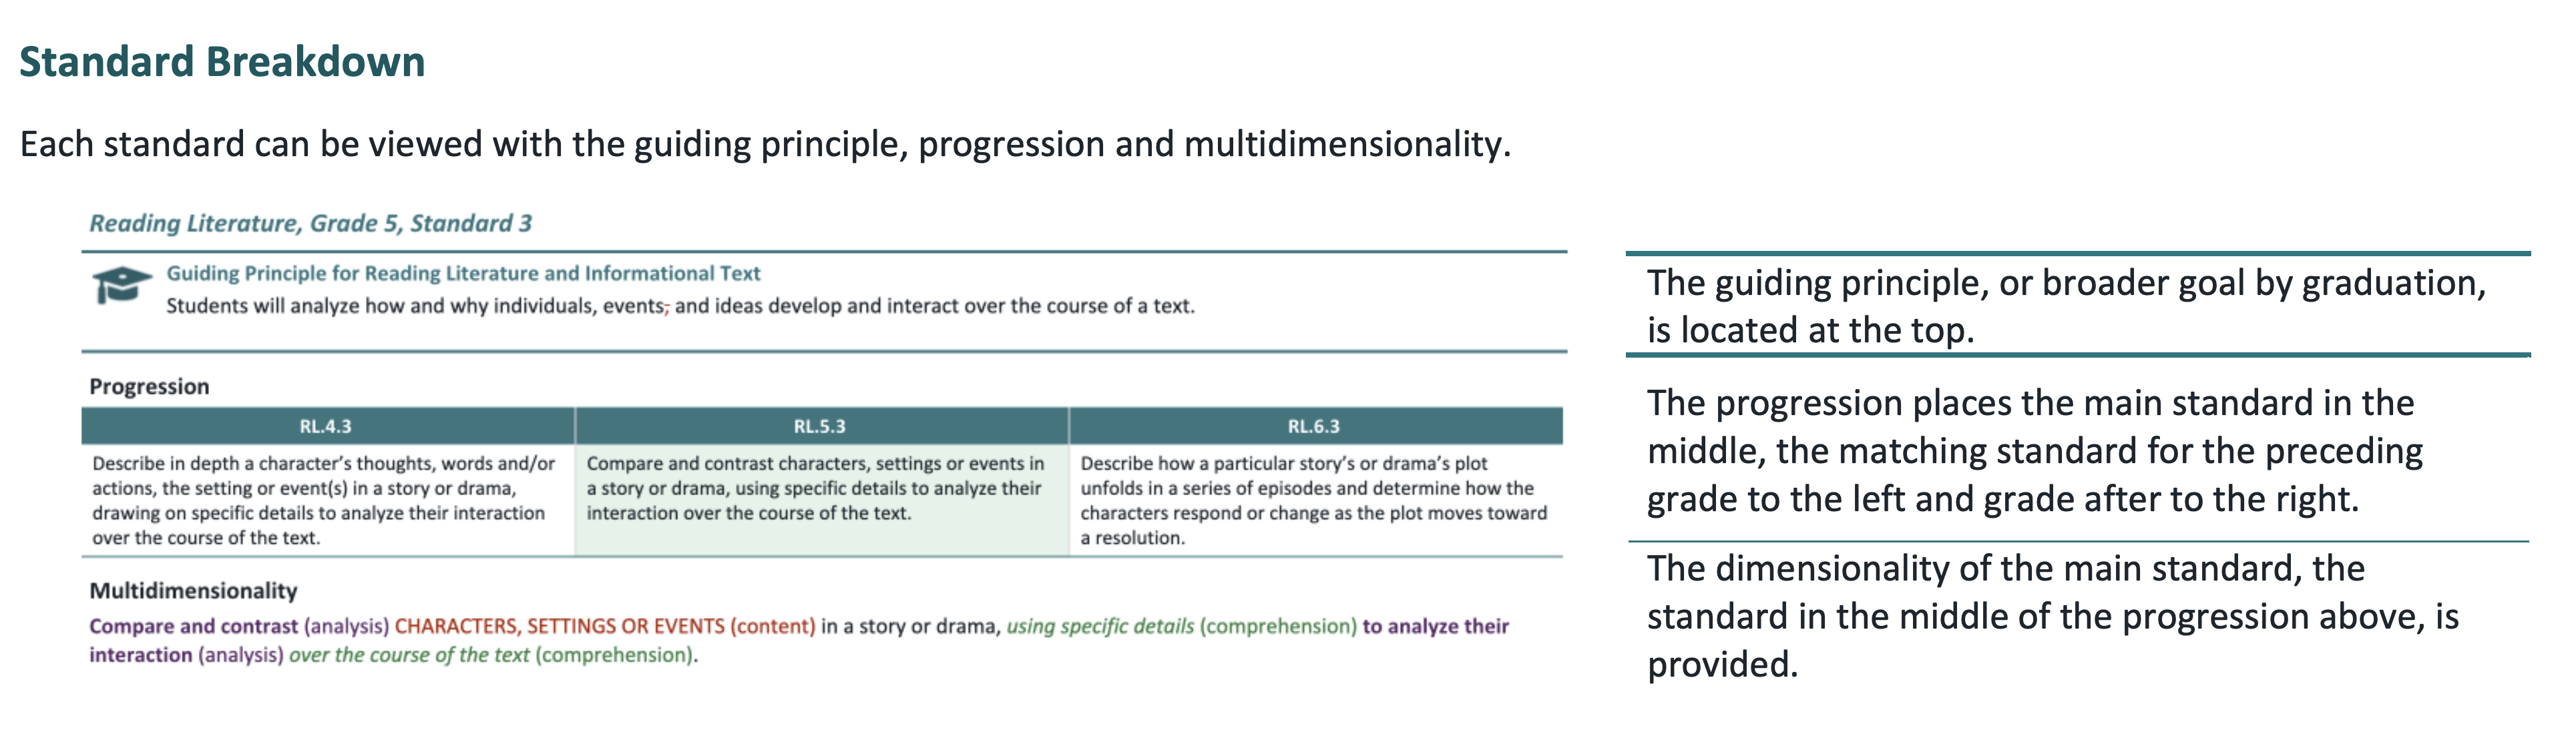 Standard Breakdown
Each standard can be viewed with the guiding principle, progression and multidimensionality.
Reading Literature, Grade 5, Standard 3
Guiding Principle for Reading Literature and Informational Text
Students will analyze how and why individuals, events, and ideas develop and interact over the course of a text.
The guiding principle, or broader goal by graduation,
is located at the top.
Progression
RL.4.3
RL.5.3
RL.6.3
Describe in depth a character’s thoughts, words and/or
actions, the setting or event(s) in a story or drama,
drawing on specific details to analyze their interaction
over the course of the text.
Compare and contrast characters, settings or events in
a story or drama, using specific details to analyze their
interaction over the course of the text.
Describe how a particular story’s or drama’s plot
unfolds in a series of episodes and determine how the
characters respond or change as the plot moves toward
a resolution.
The progression places the main standard in the
middle, the matching standard for the preceding
grade to the left and grade after to the right.
Multidimensionality
Compare and contrast (analysis) CHARACTERS, SETTINGS OR EVENTS (content) in a story or drama, using specific details (comprehension) to analyze their
interaction (analysis) over the course of the text (comprehension).
The dimensionality of the main standard, the
standard in the middle of the progression above, is
provided.